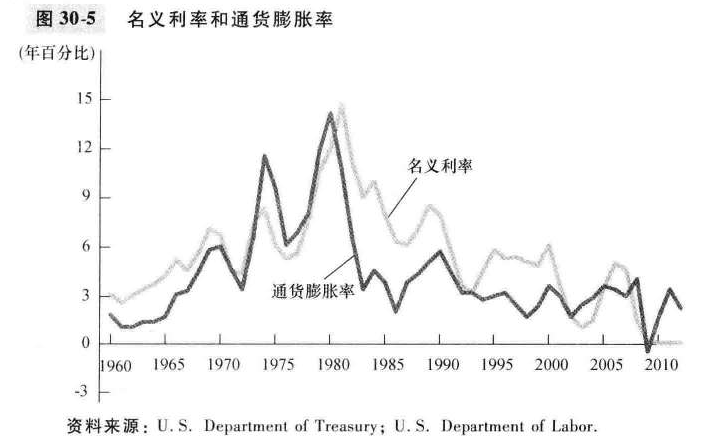 图 30-5 名义利率和通货膨胀率
(年百分比)
15
12
9
6
3
0
-3
名义利率
通货膨胀率
1960 1965 1970 1975 1980 1985 1990 1995 2000 2005 2010
资料来源: U. S. Department of Treasury; U. S. Department of Labor.